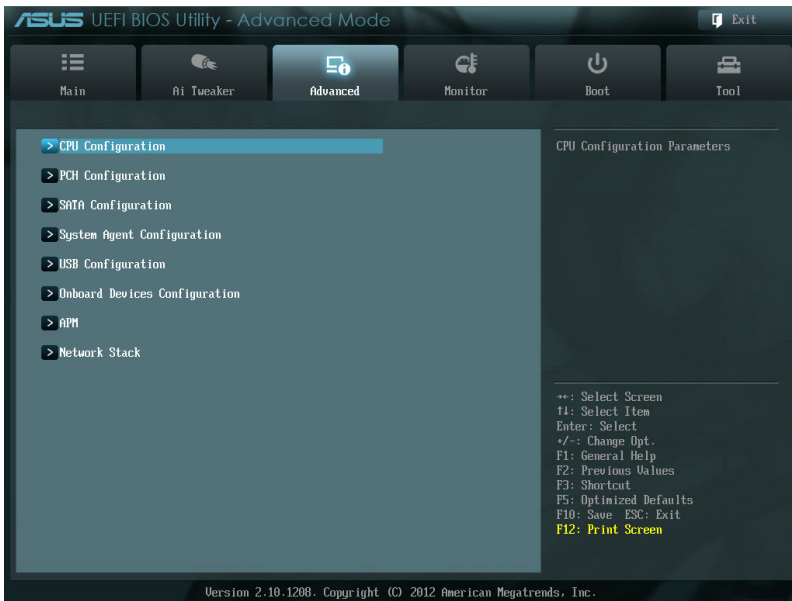 ASUS UEFI BIOS Utility - Advanced Mode
Exit
Main
Ai Tweaker
Advanced
Monitor
Boot
Tool
> CPU Configuration
> PCH Configuration
> SATA Configuration
> System Agent Configuration
> USB Configuration
> Onboard Devices Configuration
> APM
> Network Stack
CPU Configuration Parameters
→←: Select Screen
↑↓: Select Item
Enter: Select
+/-: Change Opt.
F1: General Help
F2: Previous Values
F3: Shortcut
F5: Optimized Defaults
F10: Save ESC: Exit
F12: Print Screen
Version 2.10.1208. Copyright (C) 2012 American Megatrends, Inc.